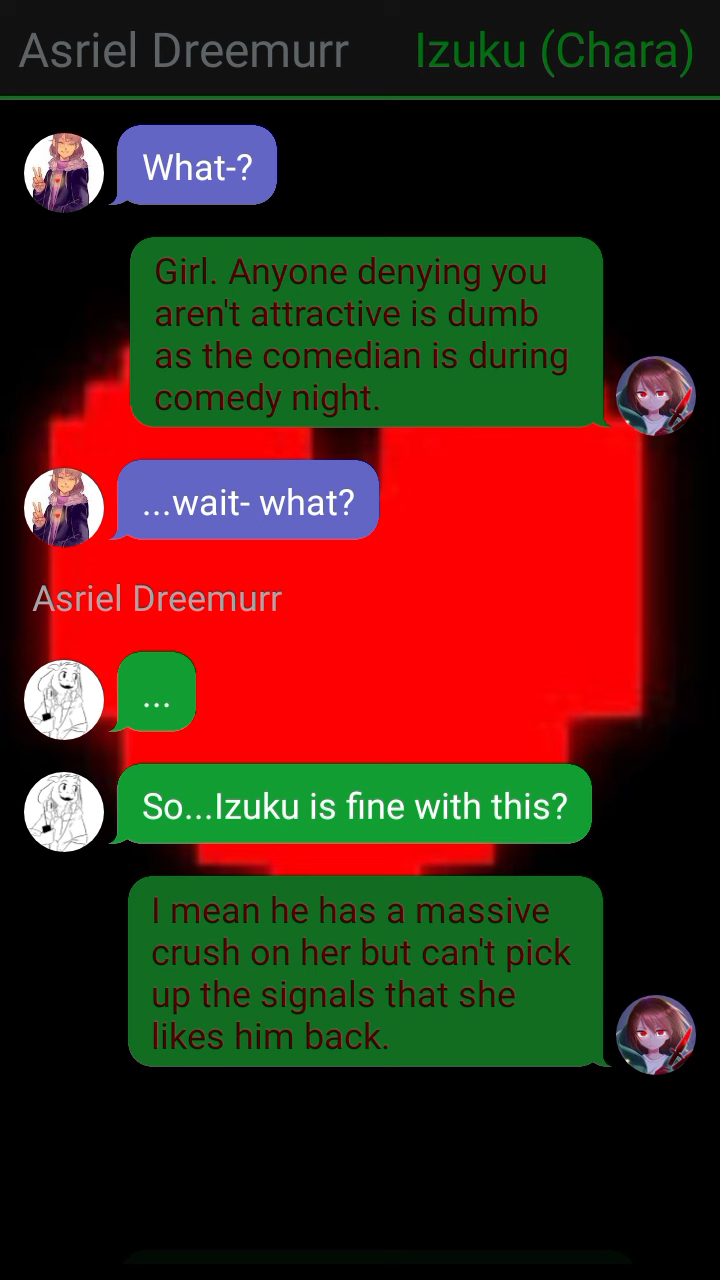 Asriel Dreemurr
Izuku (Chara)
What-?
Girl. Anyone denying you
aren't attractive is dumb
as the comedian is during
comedy night.
...wait- what?
Asriel Dreemurr
...
So...Izuku is fine with this?
I mean he has a massive
crush on her but can't pick
up the signals that she
likes him back.